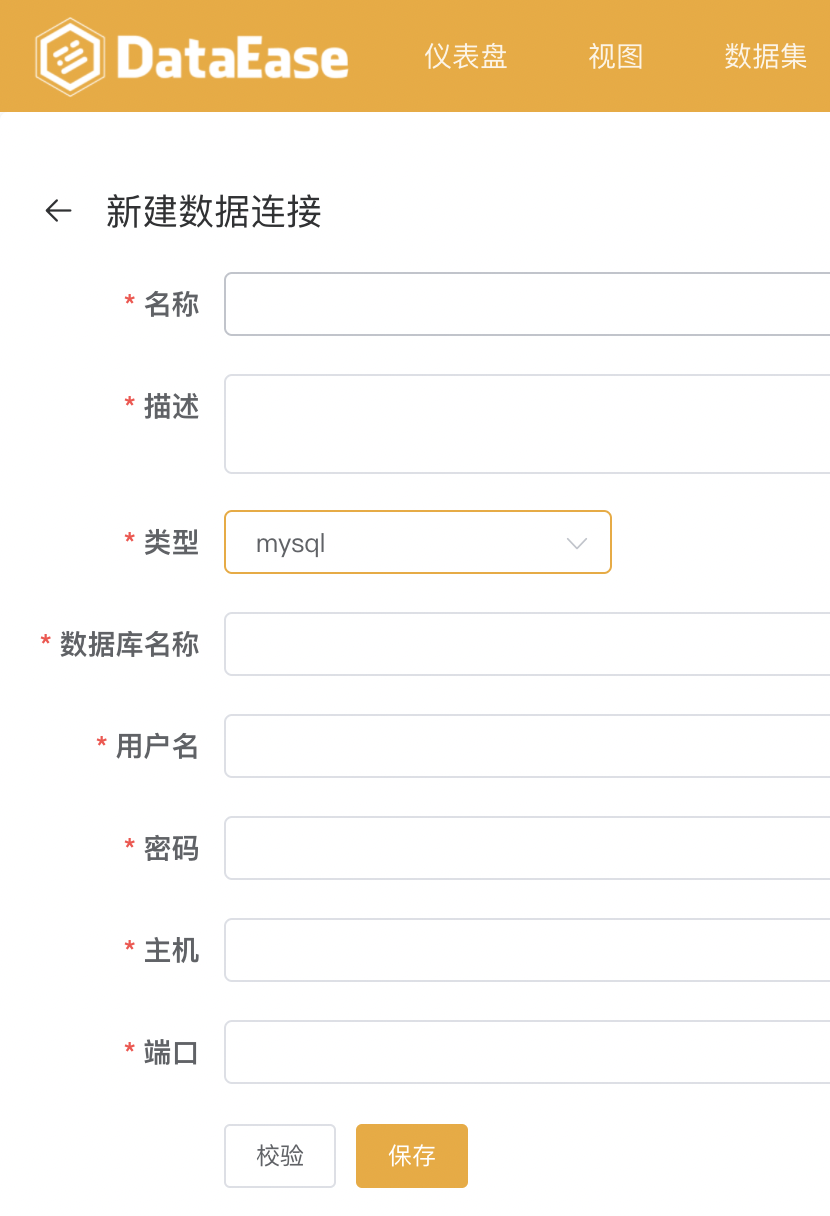 DataEase 仪表盘 视图 数据集
← 新建数据连接
* 名称
* 描述
* 类型 mysql
* 数据库名称
* 用户名
* 密码
* 主机
* 端口
校验 保存